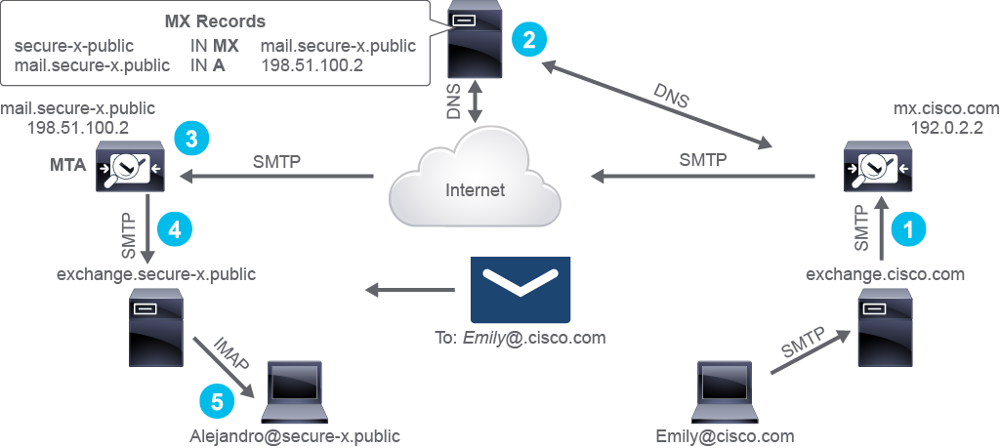 MX Records
secure-x-public IN MX mail.secure-x.public
mail.secure-x.public IN A 198.51.100.2
2
DNS
DNS
mail.secure-x.public
198.51.100.2
3
MTA
SMTP
Internet
SMTP
mx.cisco.com
192.0.2.2
SMTP
4
SMTP
1
exchange.secure-x.public
exchange.cisco.com
To: Emily@.cisco.com
IMAP
SMTP
5
Alejandro@secure-x.public
Emily@cisco.com